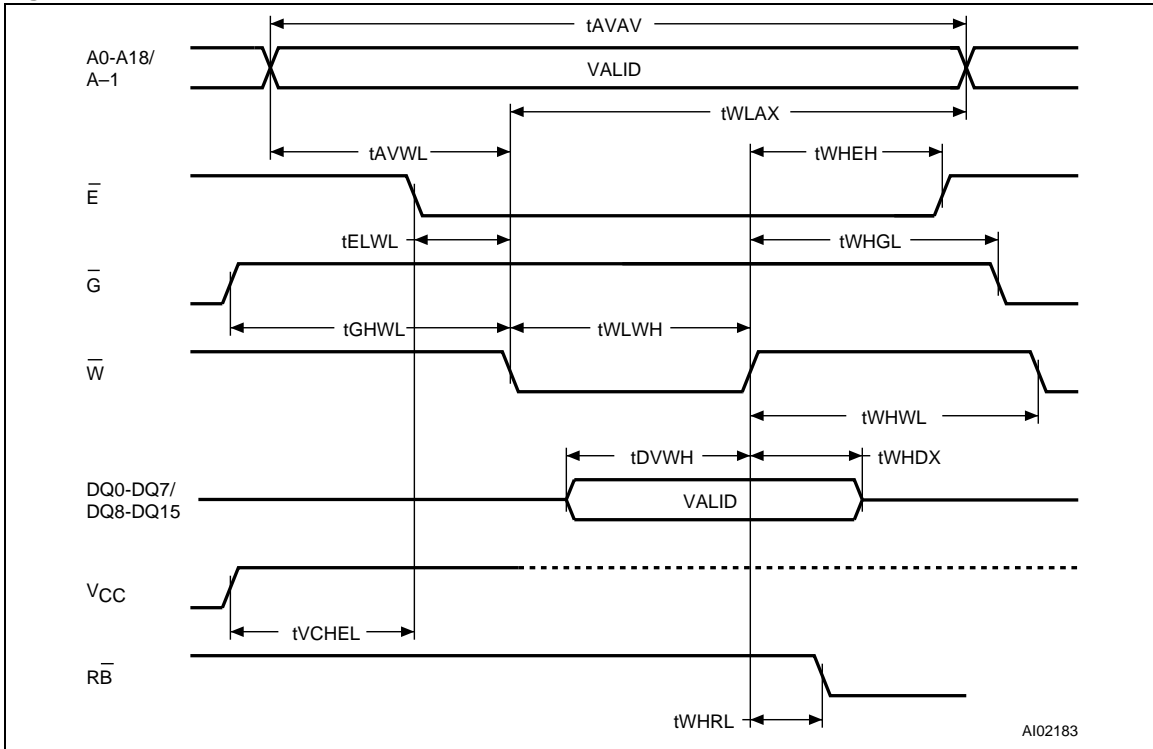 tAVAV
A0-A18/
A–1
VALID
tWLAX
tAVWL
tWHEH
E̅
tELWL
tWHGL
G̅
tGHWL
tWLWH
W̅
tWHWL
tDVWH
tWHDX
DQ0-DQ7/
DQ8-DQ15
VALID
VCC
tVCHEL
RB̅
tWHRL
AI02183